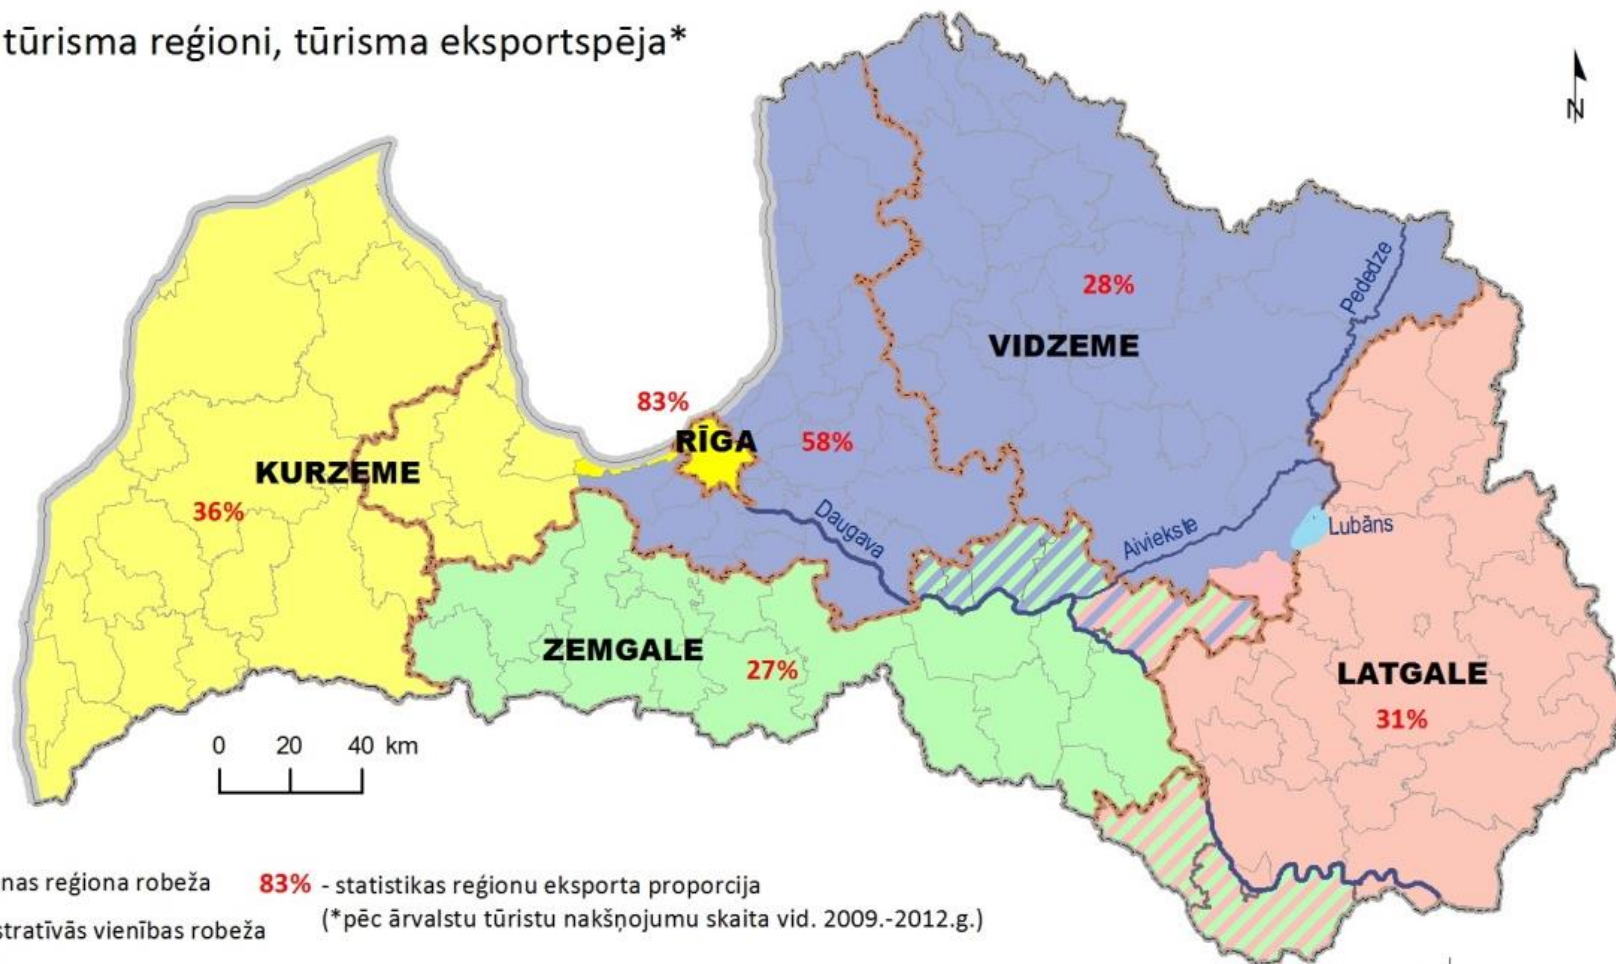 tūrisma reģioni, tūrisma eksportspēja*
N
Pededze
28%
VIDZEME
83%
RĪGA
58%
KURZEME
36%
Daugava
Aiviekste
Lubāns
ZEMGALE
27%
LATGALE
31%
0 20 40 km
nas reģiona robeža
83% - statistikas reģionu eksporta proporcija
(*pēc ārvalstu tūristu nakšņojumu skaita vid. 2009.-2012.g.)
stratīvās vienības robeža